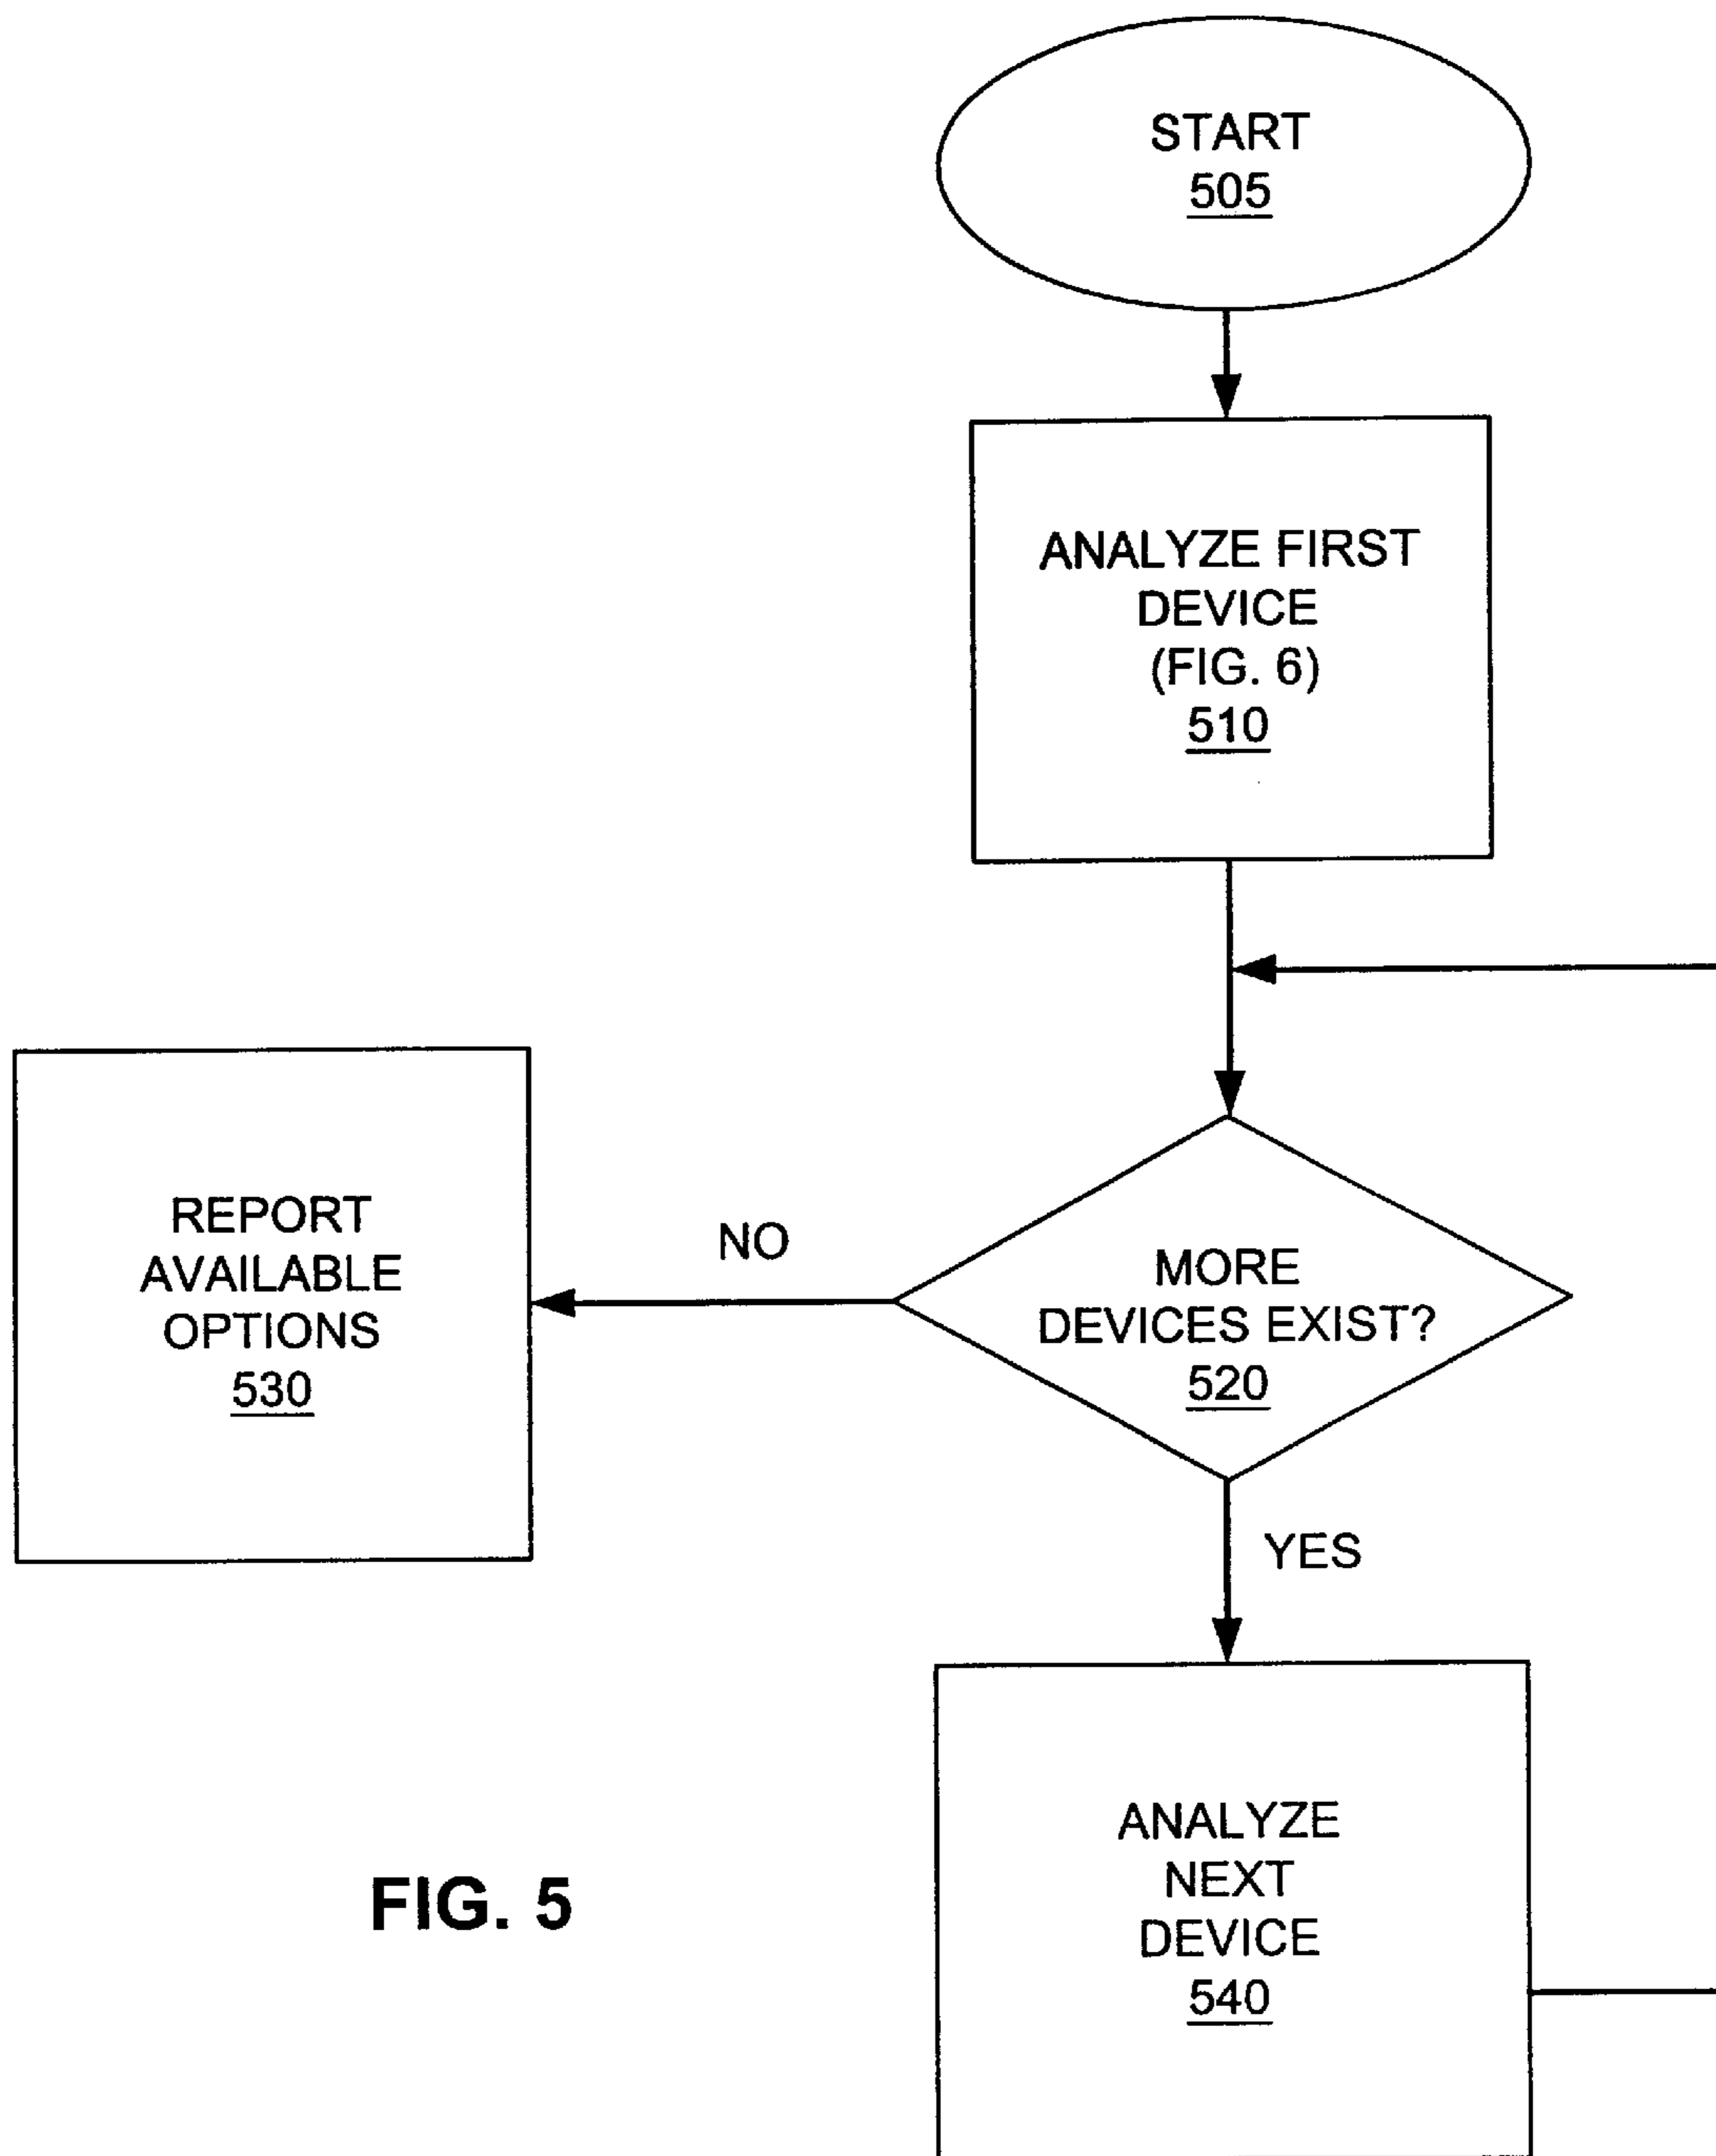 START
505
ANALYZE FIRST
DEVICE
(FIG. 6)
510
MORE
DEVICES EXIST?
520
NO
REPORT
AVAILABLE
OPTIONS
530
YES
ANALYZE
NEXT
DEVICE
540
FIG. 5